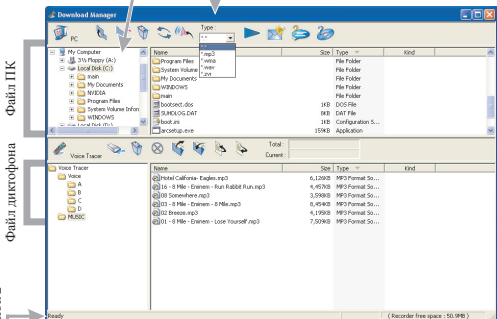 Download Manager
Type :
PC
*.*
*.*
*.mp3
*.wma
*.wav
*.zvr
Файл ПК
My Computer
3½ Floppy (A:)
Local Disk (C:)
main
My Documents
NVIDIA
Program Files
System Volume Infon
WINDOWS
Local Disk (D:)
Name Size Type Kind
Program Files File Folder
System Volume File Folder
My Documents File Folder
WINDOWS File Folder
main File Folder
bootsect.dos 1KB DOS File
SUHDLOG.DAT 8KB DAT File
boot.ini 1KB Configuration S...
arcsetup.exe 159KB Application
Voice Tracer
Total :
Current :
Файл диктофона
Voice Tracer
Voice
A
B
C
D
MUSIC
Name Size Type Kind
Hotel California- Eagles.mp3 6,126KB MP3 Format So...
16 - 8 Mile - Eminem - Run Rabbit Run.mp3 4,457KB MP3 Format So...
08 Somewhere.mp3 3,598KB MP3 Format So...
03 - 8 Mile - Eminem - 8 Mile.mp3 8,454KB MP3 Format So...
02 Breeze.mp3 4,195KB MP3 Format So...
01 - 8 Mile - Eminem - Lose Yourself.mp3 7,509KB MP3 Format So...
Ready
( Recorder free space : 50.9MB )